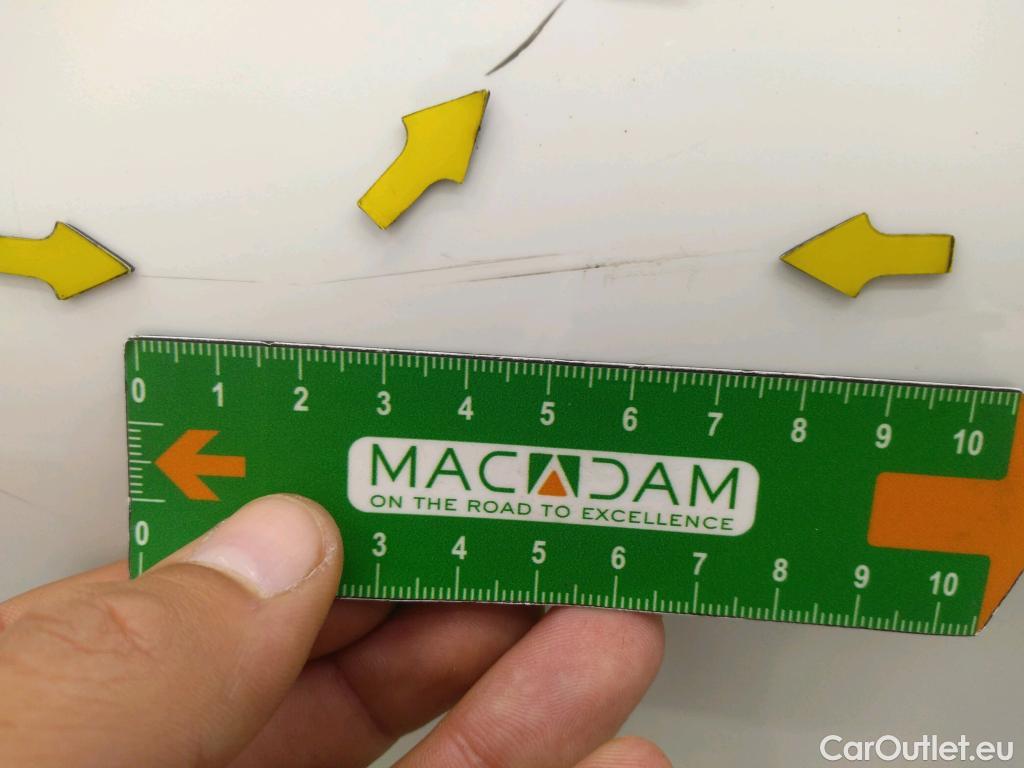 0 1 2 3 4 5 6 7 8 9 10
MACADAM
ON THE ROAD TO EXCELLENCE
0 3 4 5 6 7 8 9 10
CarOutlet.eu